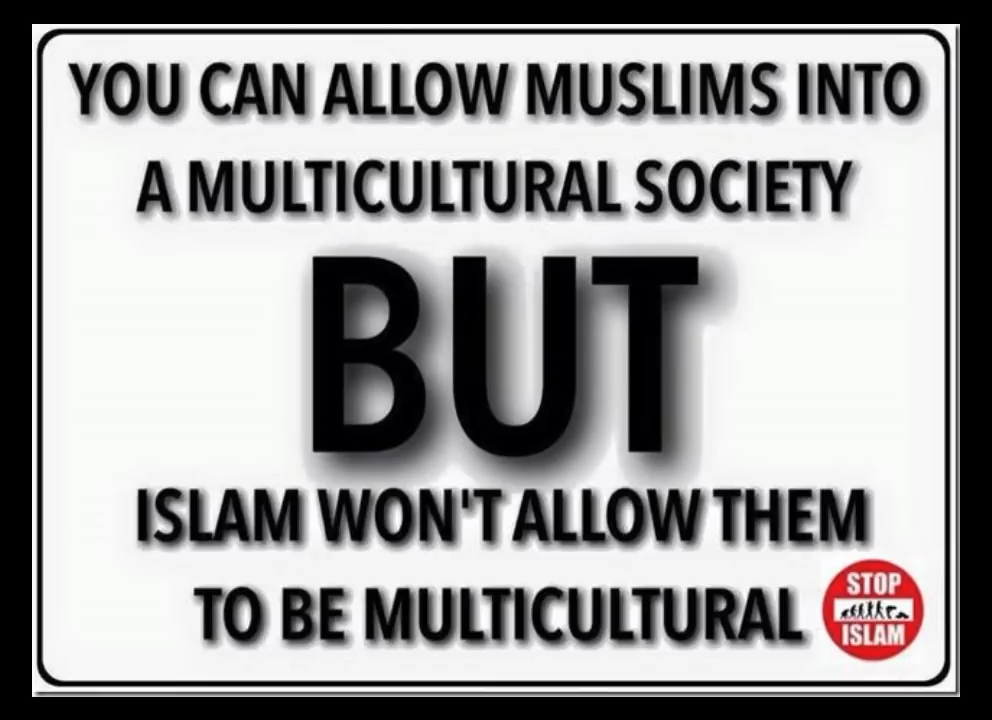 YOU CAN ALLOW MUSLIMS INTO
A MULTICULTURAL SOCIETY
BUT
ISLAM WON'T ALLOW THEM
TO BE MULTICULTURAL
STOP
ISLAM